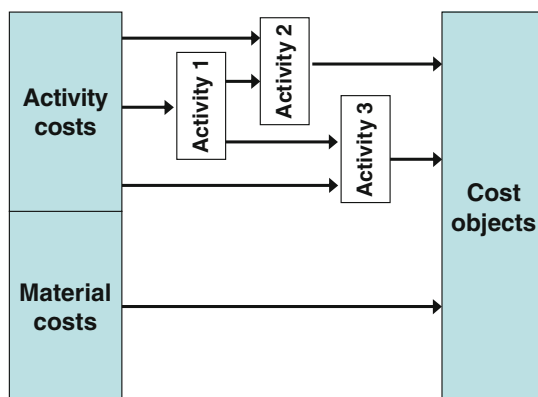 Activity
costs
Activity 1
Activity 2
Activity 3
Cost
objects
Material
costs